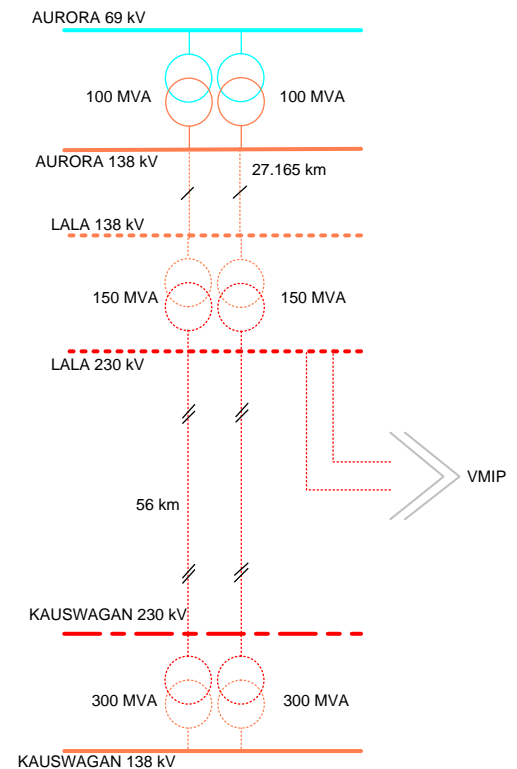 AURORA 69 kV
100 MVA
100 MVA
AURORA 138 kV
27.165 km
LALA 138 kV
150 MVA
150 MVA
LALA 230 kV
VMIP
56 km
KAUSWAGAN 230 kV
300 MVA
300 MVA
KAUSWAGAN 138 kV